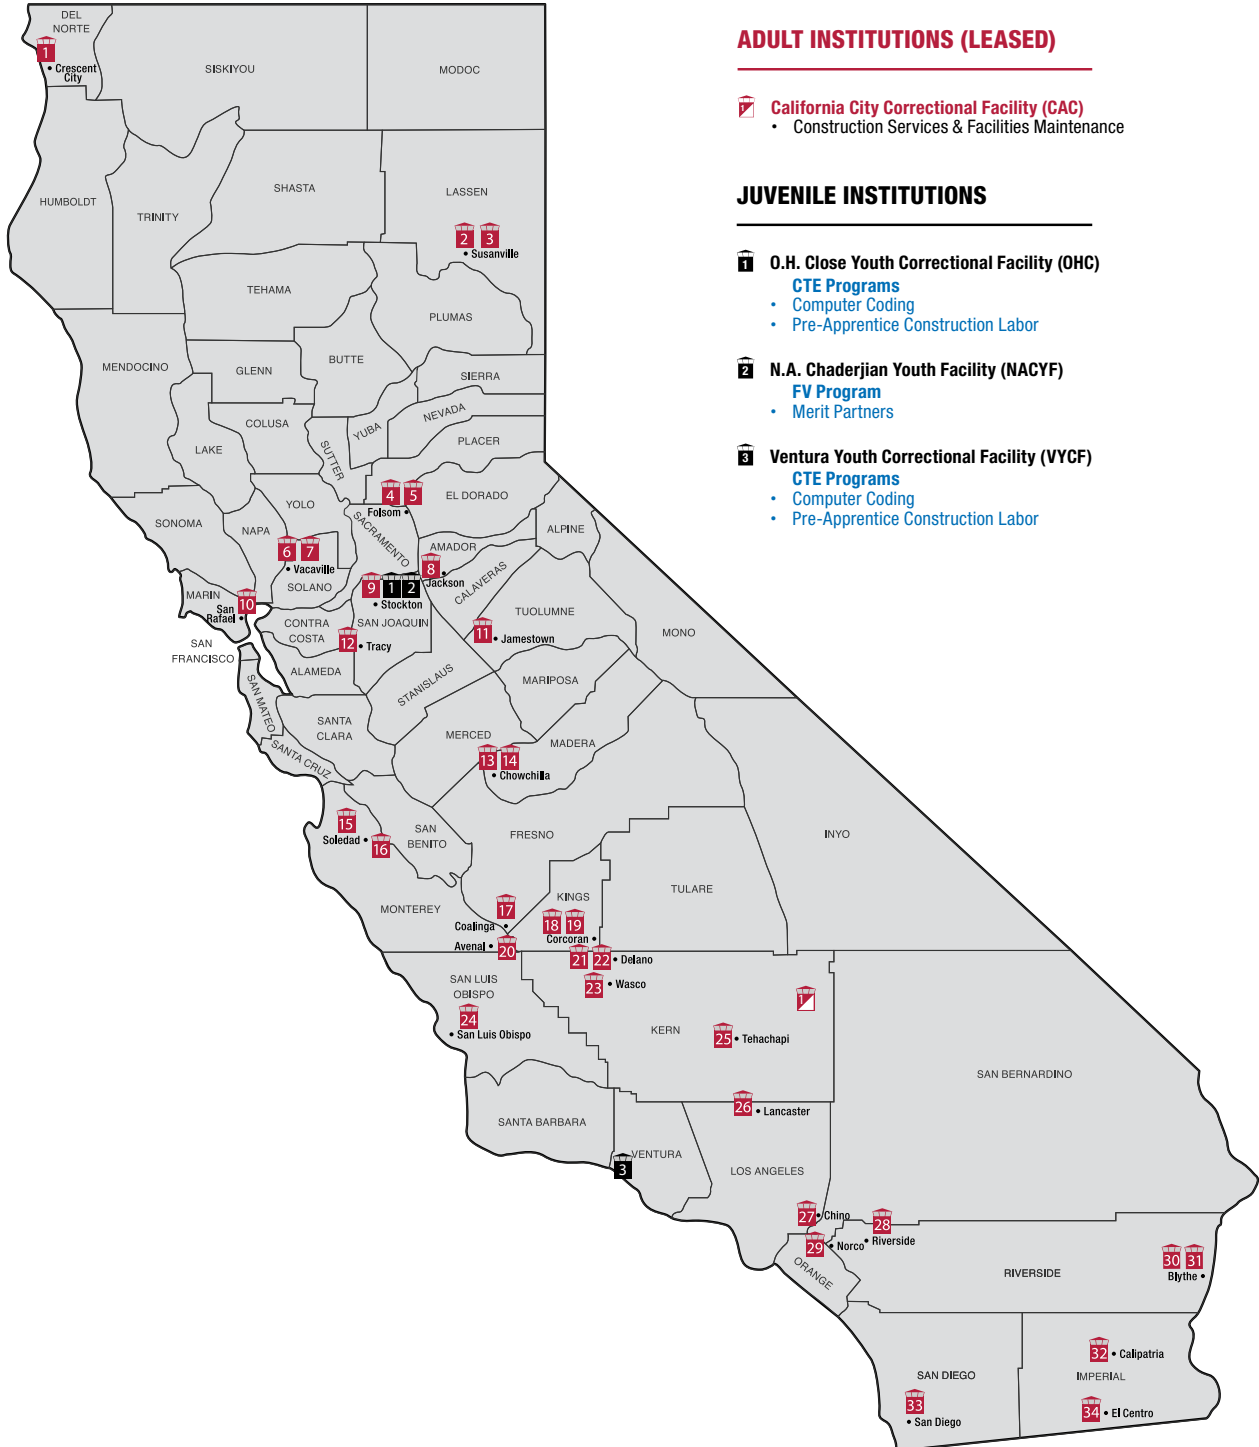 DEL
NORTE
1
• Crescent
City
SISKIYOU
MODOC
HUMBOLDT
TRINITY
SHASTA
LASSEN
2 3
• Susanville
TEHAMA
PLUMAS
MENDOCINO
GLENN
BUTTE
SIERRA
NEVADA
YUBA
COLUSA
SUTTER
PLACER
LAKE
YOLO
4 5
Folsom •
EL DORADO
SONOMA
NAPA
SACRAMENTO
ALPINE
6 7
• Vacaville
AMADOR
8
Jackson
SOLANO
9 1 2
• Stockton
CALAVERAS
MARIN
10
San
Rafael •
TUOLUMNE
CONTRA
COSTA
SAN JOAQUIN
11
• Jamestown
MONO
12
• Tracy
SAN
FRANCISCO
ALAMEDA
STANISLAUS
MARIPOSA
SAN MATEO
SANTA
CLARA
MERCED
MADERA
SANTA CRUZ
13 14
• Chowchilla
15
Soledad •
16
SAN
BENITO
FRESNO
INYO
TULARE
KINGS
MONTEREY
17
Coalinga
•
18 19
Corcoran •
Avenal •
20
21 22
• Delano
23
• Wasco
SAN LUIS
OBISPO
24
• San Luis Obispo
1
KERN
25
• Tehachapi
SAN BERNARDINO
26
• Lancaster
SANTA BARBARA
3
VENTURA
LOS ANGELES
27
• Chino
28
• Riverside
29
• Norco
ORANGE
RIVERSIDE
30 31
Blythe •
32
• Calipatria
SAN DIEGO
IMPERIAL
33
• San Diego
34
• El Centro
ADULT INSTITUTIONS (LEASED)
1 California City Correctional Facility (CAC)
• Construction Services & Facilities Maintenance
JUVENILE INSTITUTIONS
1 O.H. Close Youth Correctional Facility (OHC)
CTE Programs
• Computer Coding
• Pre-Apprentice Construction Labor
2 N.A. Chaderjian Youth Facility (NACYF)
FV Program
• Merit Partners
3 Ventura Youth Correctional Facility (VYCF)
CTE Programs
• Computer Coding
• Pre-Apprentice Construction Labor